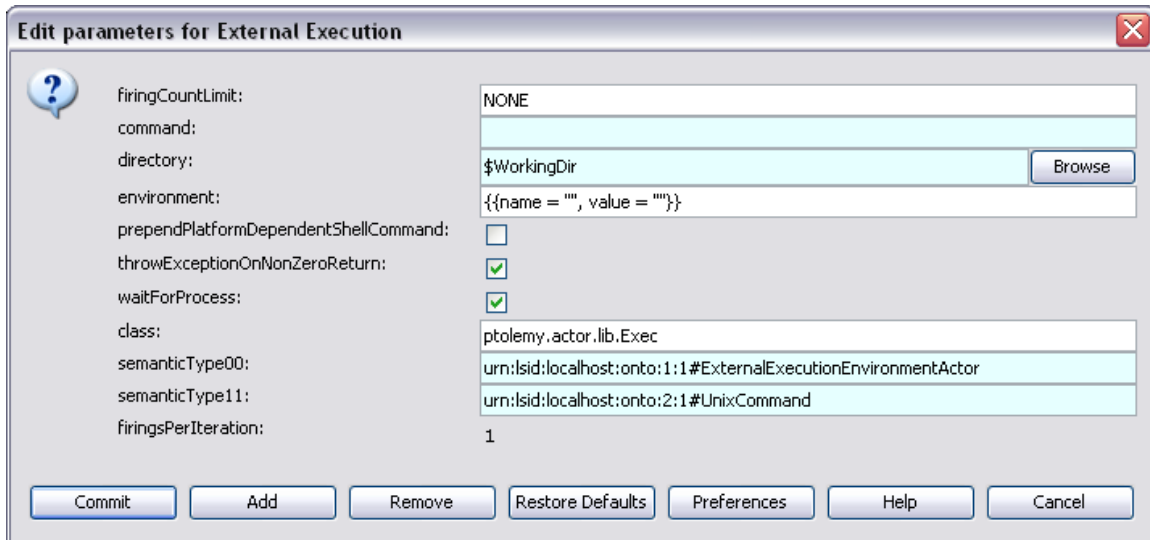 Edit parameters for External Execution
firingCountLimit: NONE
command:
directory: $WorkingDir Browse
environment: {{name = "", value = ""}}
prependPlatformDependentShellCommand:
throwExceptionOnNonZeroReturn:
waitForProcess:
class: ptolemy.actor.lib.Exec
semanticType00: urn:lsid:localhost:onto:1:1#ExternalExecutionEnvironmentActor
semanticType11: urn:lsid:localhost:onto:2:1#UnixCommand
firingsPerIteration: 1
Commit Add Remove Restore Defaults Preferences Help Cancel